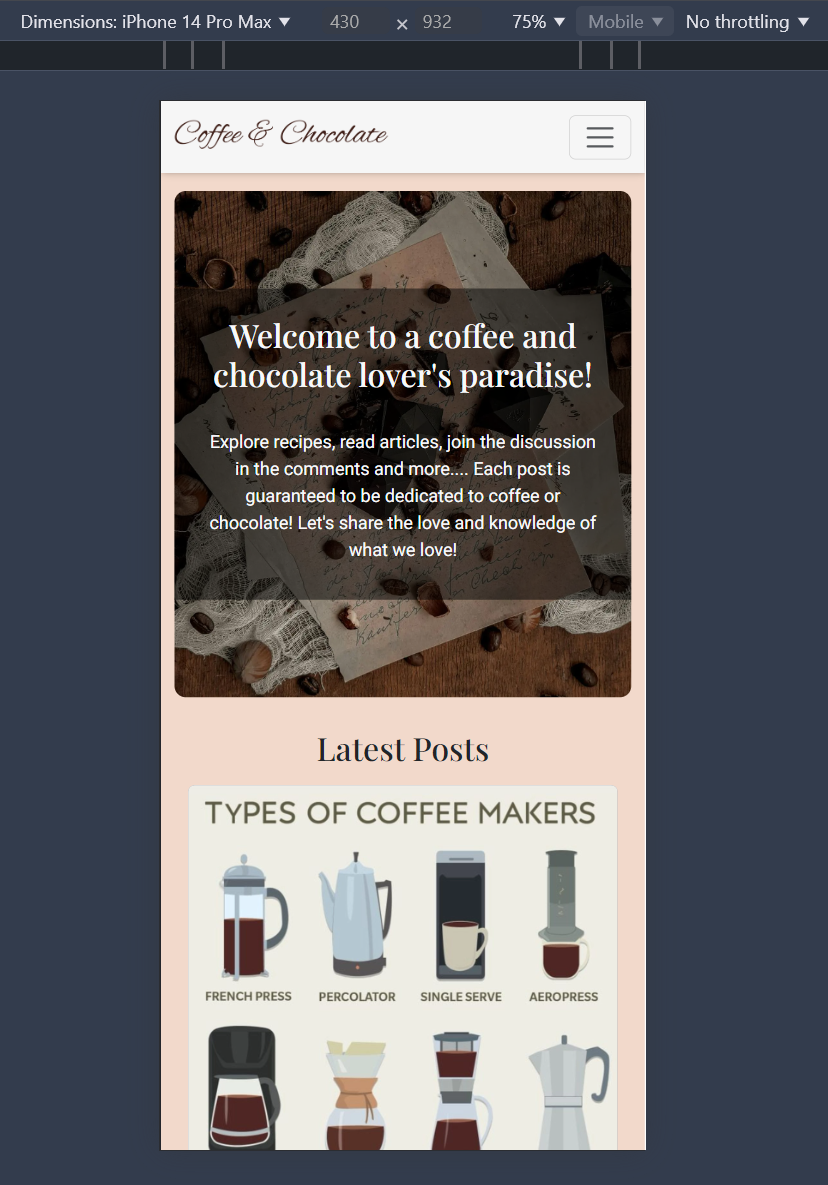 Dimensions: iPhone 14 Pro Max 430 × 932 75% Mobile No throttling
Coffee & Chocolate
Welcome to a coffee and
chocolate lover's paradise!
Explore recipes, read articles, join the discussion
in the comments and more.... Each post is
guaranteed to be dedicated to coffee or
chocolate! Let's share the love and knowledge of
what we love!
Latest Posts
TYPES OF COFFEE MAKERS
FRENCH PRESS PERCOLATOR SINGLE SERVE AEROPRESS